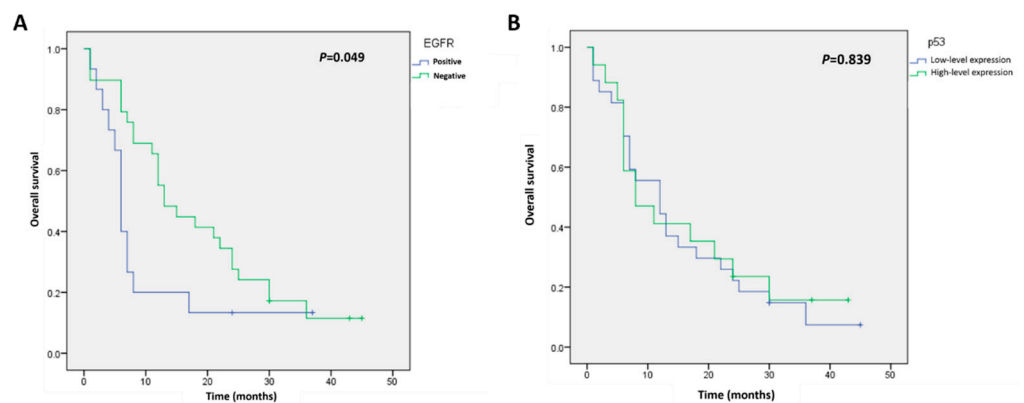 A
P=0.049
EGFR
Positive
Negative
Overall survival
1.0
0.8
0.6
0.4
0.2
0.0
0
10
20
30
40
50
Time (months)
B
P=0.839
p53
Low-level expression
High-level expression
Overall survival
1.0
0.8
0.6
0.4
0.2
0.0
0
10
20
30
40
50
Time (months)